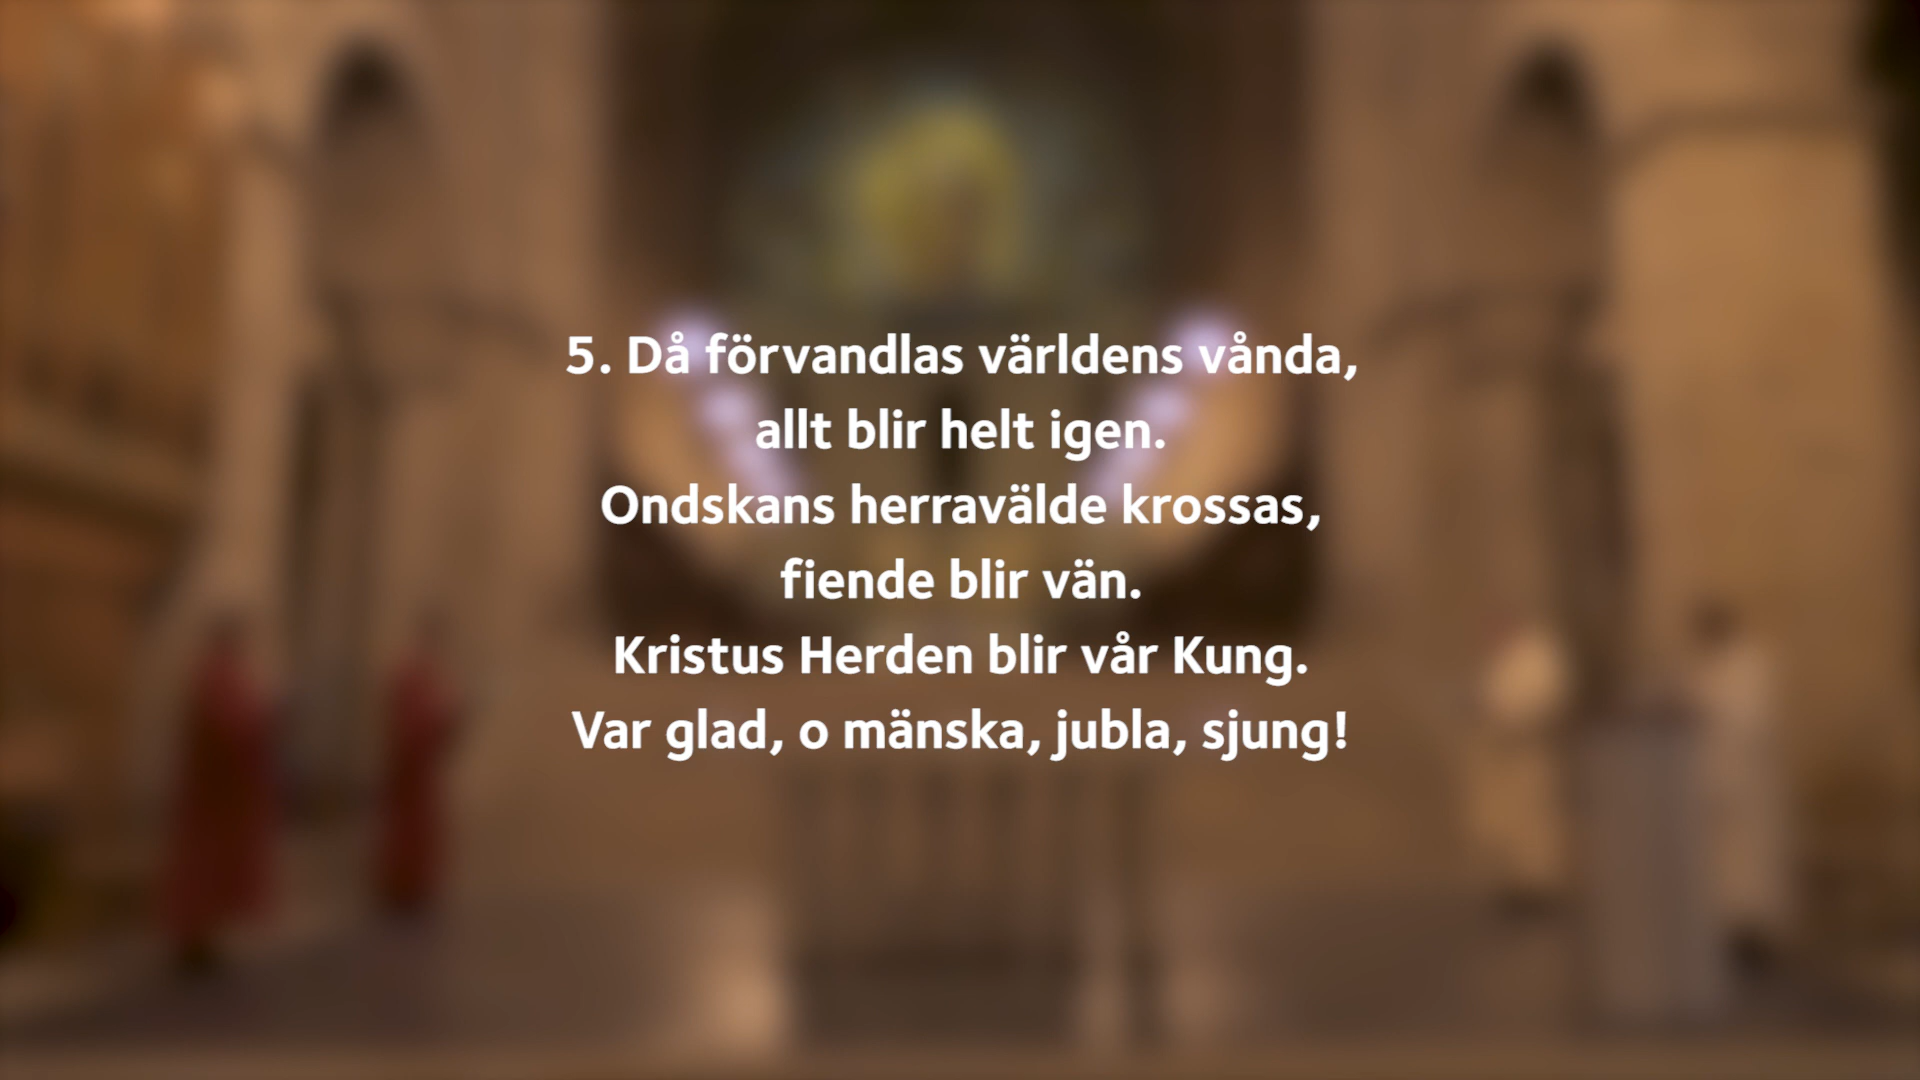 5. Då förvandlas världens vånda,
allt blir helt igen.
Ondskans herravälde krossas,
fiende blir vän.
Kristus Herden blir vår Kung.
Var glad, o mänska, jubla, sjung!